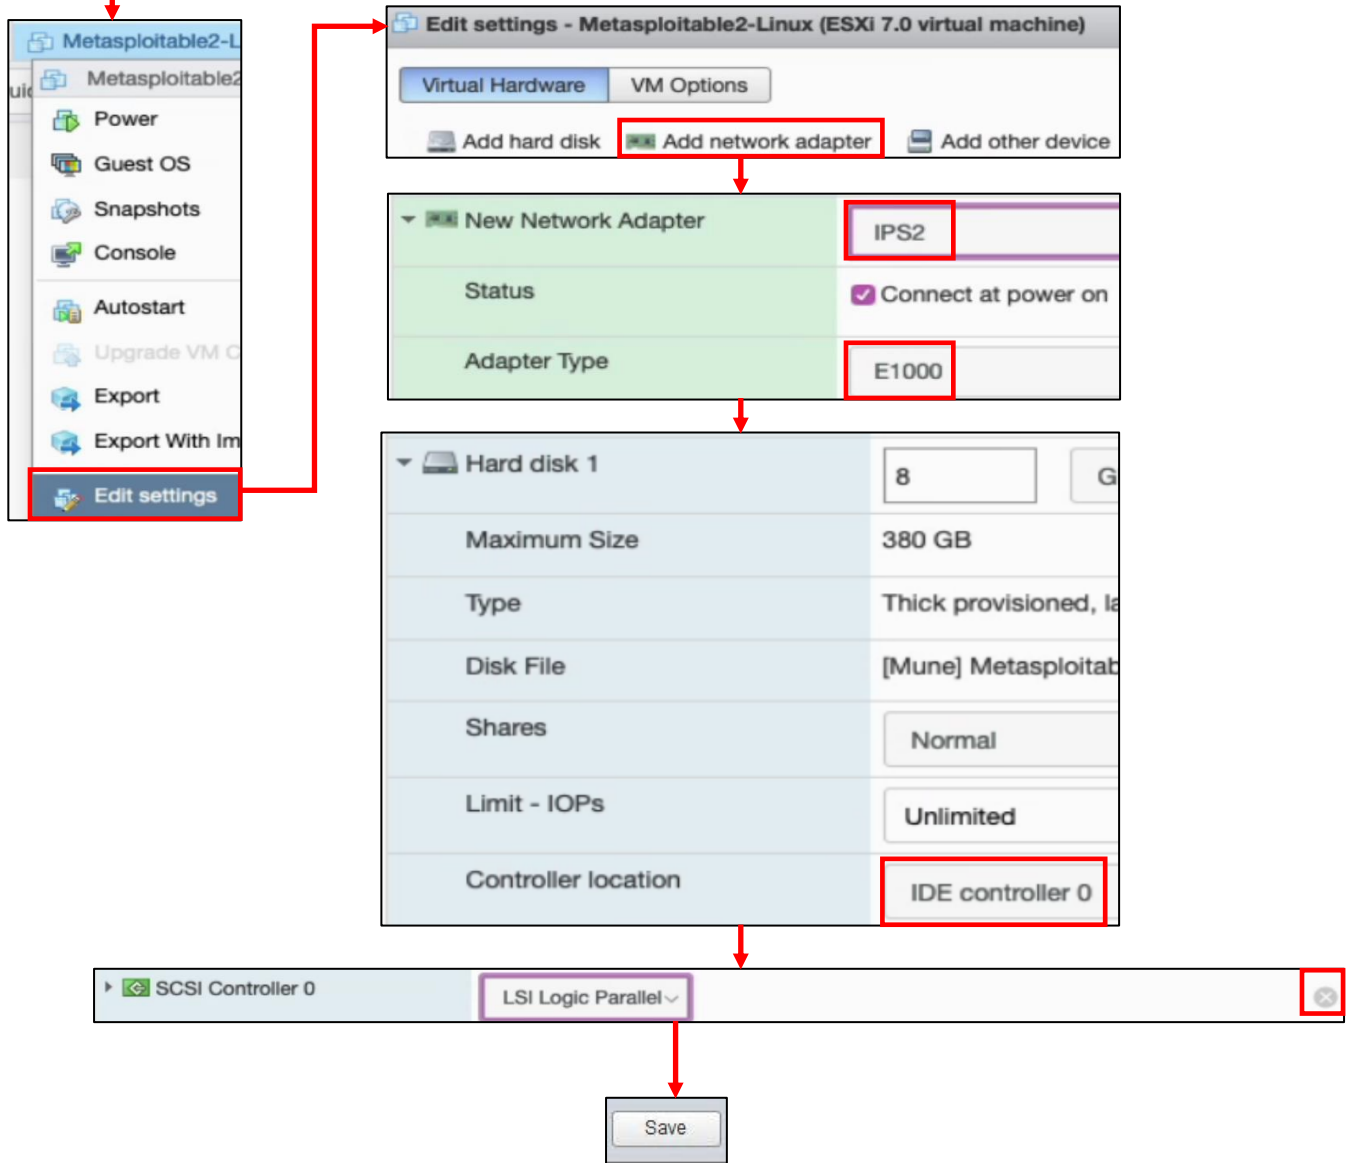 Metasploitable2-L
Metasploitable2
Power
Guest OS
Snapshots
Console
Autostart
Upgrade VM C
Export
Export With Im
Edit settings
Edit settings - Metasploitable2-Linux (ESXi 7.0 virtual machine)
Virtual Hardware VM Options
Add hard disk Add network adapter Add other device
New Network Adapter IPS2
Status Connect at power on
Adapter Type E1000
Hard disk 1 8 G
Maximum Size 380 GB
Type Thick provisioned, la
Disk File [Mune] Metasploitab
Shares Normal
Limit - IOPs Unlimited
Controller location IDE controller 0
SCSI Controller 0 LSI Logic Parallel
Save